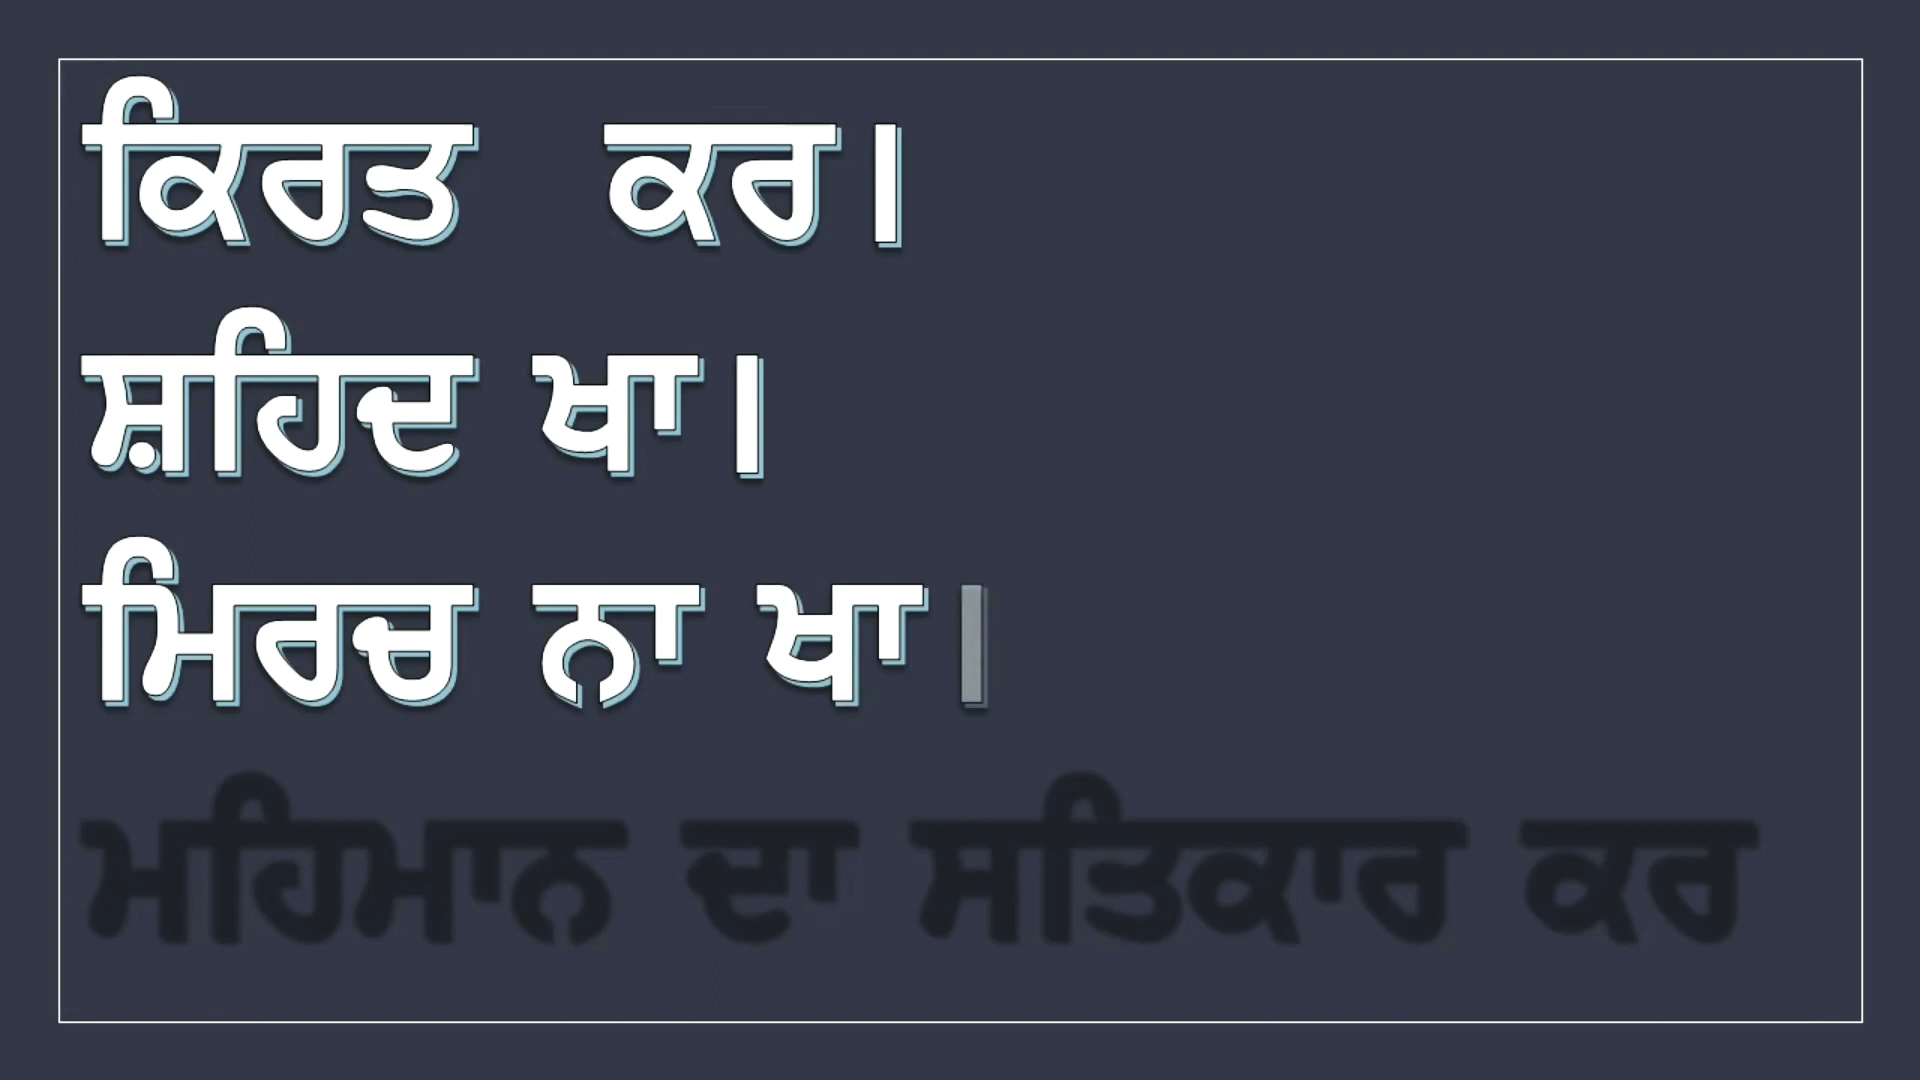 ਕਿਰਤ ਕਰ।
ਸ਼ਹਿਦ ਖਾ।
ਮਿਰਚ ਨਾ ਖਾ।
ਮਹਿਮਾਨ ਦਾ ਸਤਿਕਾਰ ਕਰ